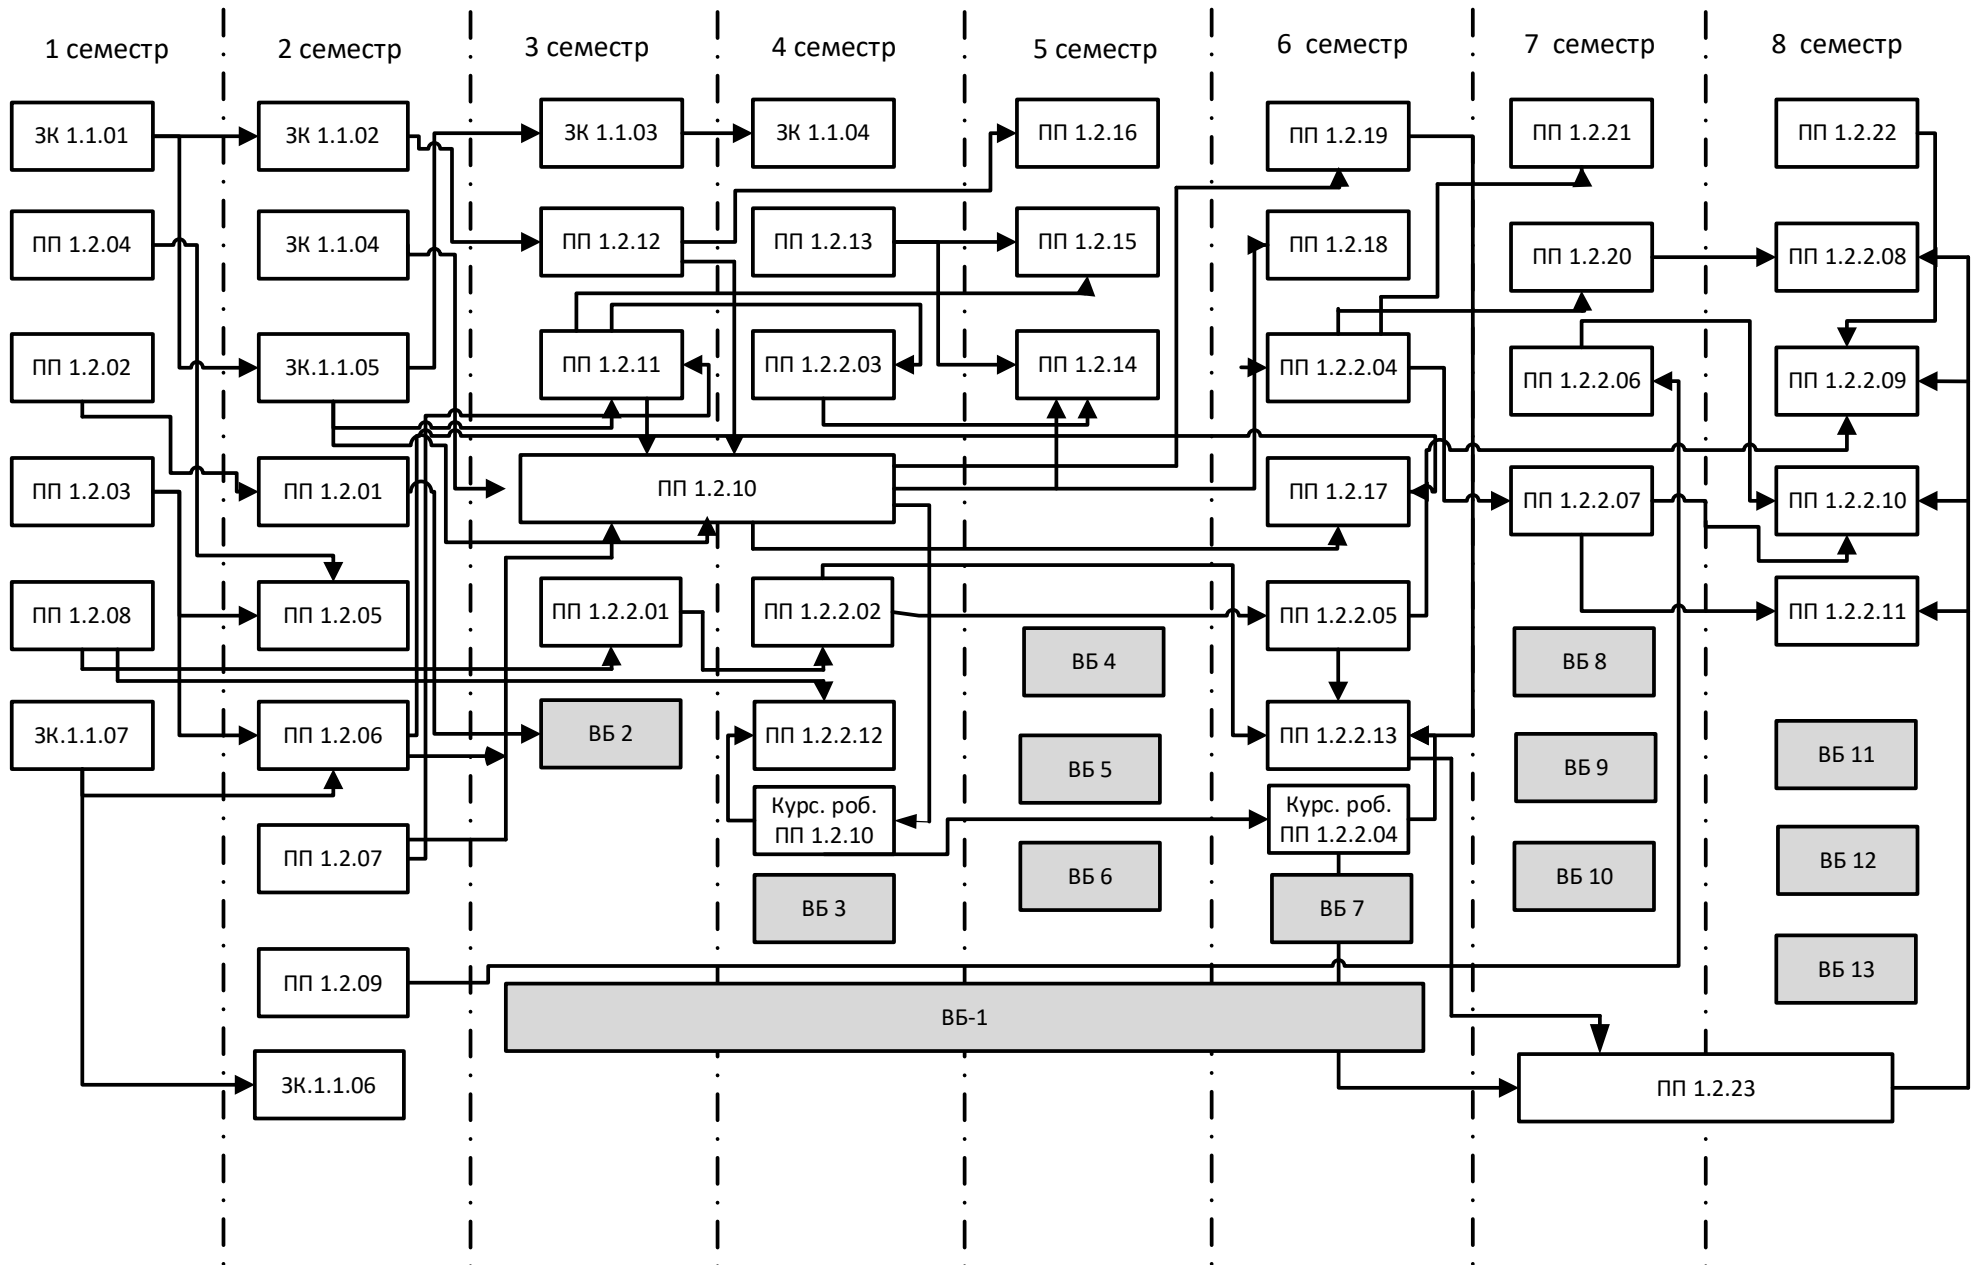 1 семестр
2 семестр
3 семестр
4 семестр
5 семестр
6 семестр
7 семестр
8 семестр
ЗК 1.1.01
ПП 1.2.04
ПП 1.2.02
ПП 1.2.03
ПП 1.2.08
ЗК.1.1.07
ЗК 1.1.02
ЗК 1.1.04
ЗК.1.1.05
ПП 1.2.01
ПП 1.2.05
ПП 1.2.06
ПП 1.2.07
ПП 1.2.09
ЗК.1.1.06
ЗК 1.1.03
ПП 1.2.12
ПП 1.2.11
ПП 1.2.10
ПП 1.2.2.01
ВБ 2
ЗК 1.1.04
ПП 1.2.13
ПП 1.2.2.03
ПП 1.2.2.02
ПП 1.2.2.12
Курс. роб.
ПП 1.2.10
ВБ 3
ВБ-1
ПП 1.2.16
ПП 1.2.15
ПП 1.2.14
ВБ 4
ВБ 5
ВБ 6
ПП 1.2.19
ПП 1.2.18
ПП 1.2.2.04
ПП 1.2.17
ПП 1.2.2.05
ПП 1.2.2.13
Курс. роб.
ПП 1.2.2.04
ВБ 7
ПП 1.2.21
ПП 1.2.20
ПП 1.2.2.06
ПП 1.2.2.07
ВБ 8
ВБ 9
ВБ 10
ПП 1.2.23
ПП 1.2.22
ПП 1.2.2.08
ПП 1.2.2.09
ПП 1.2.2.10
ПП 1.2.2.11
ВБ 11
ВБ 12
ВБ 13